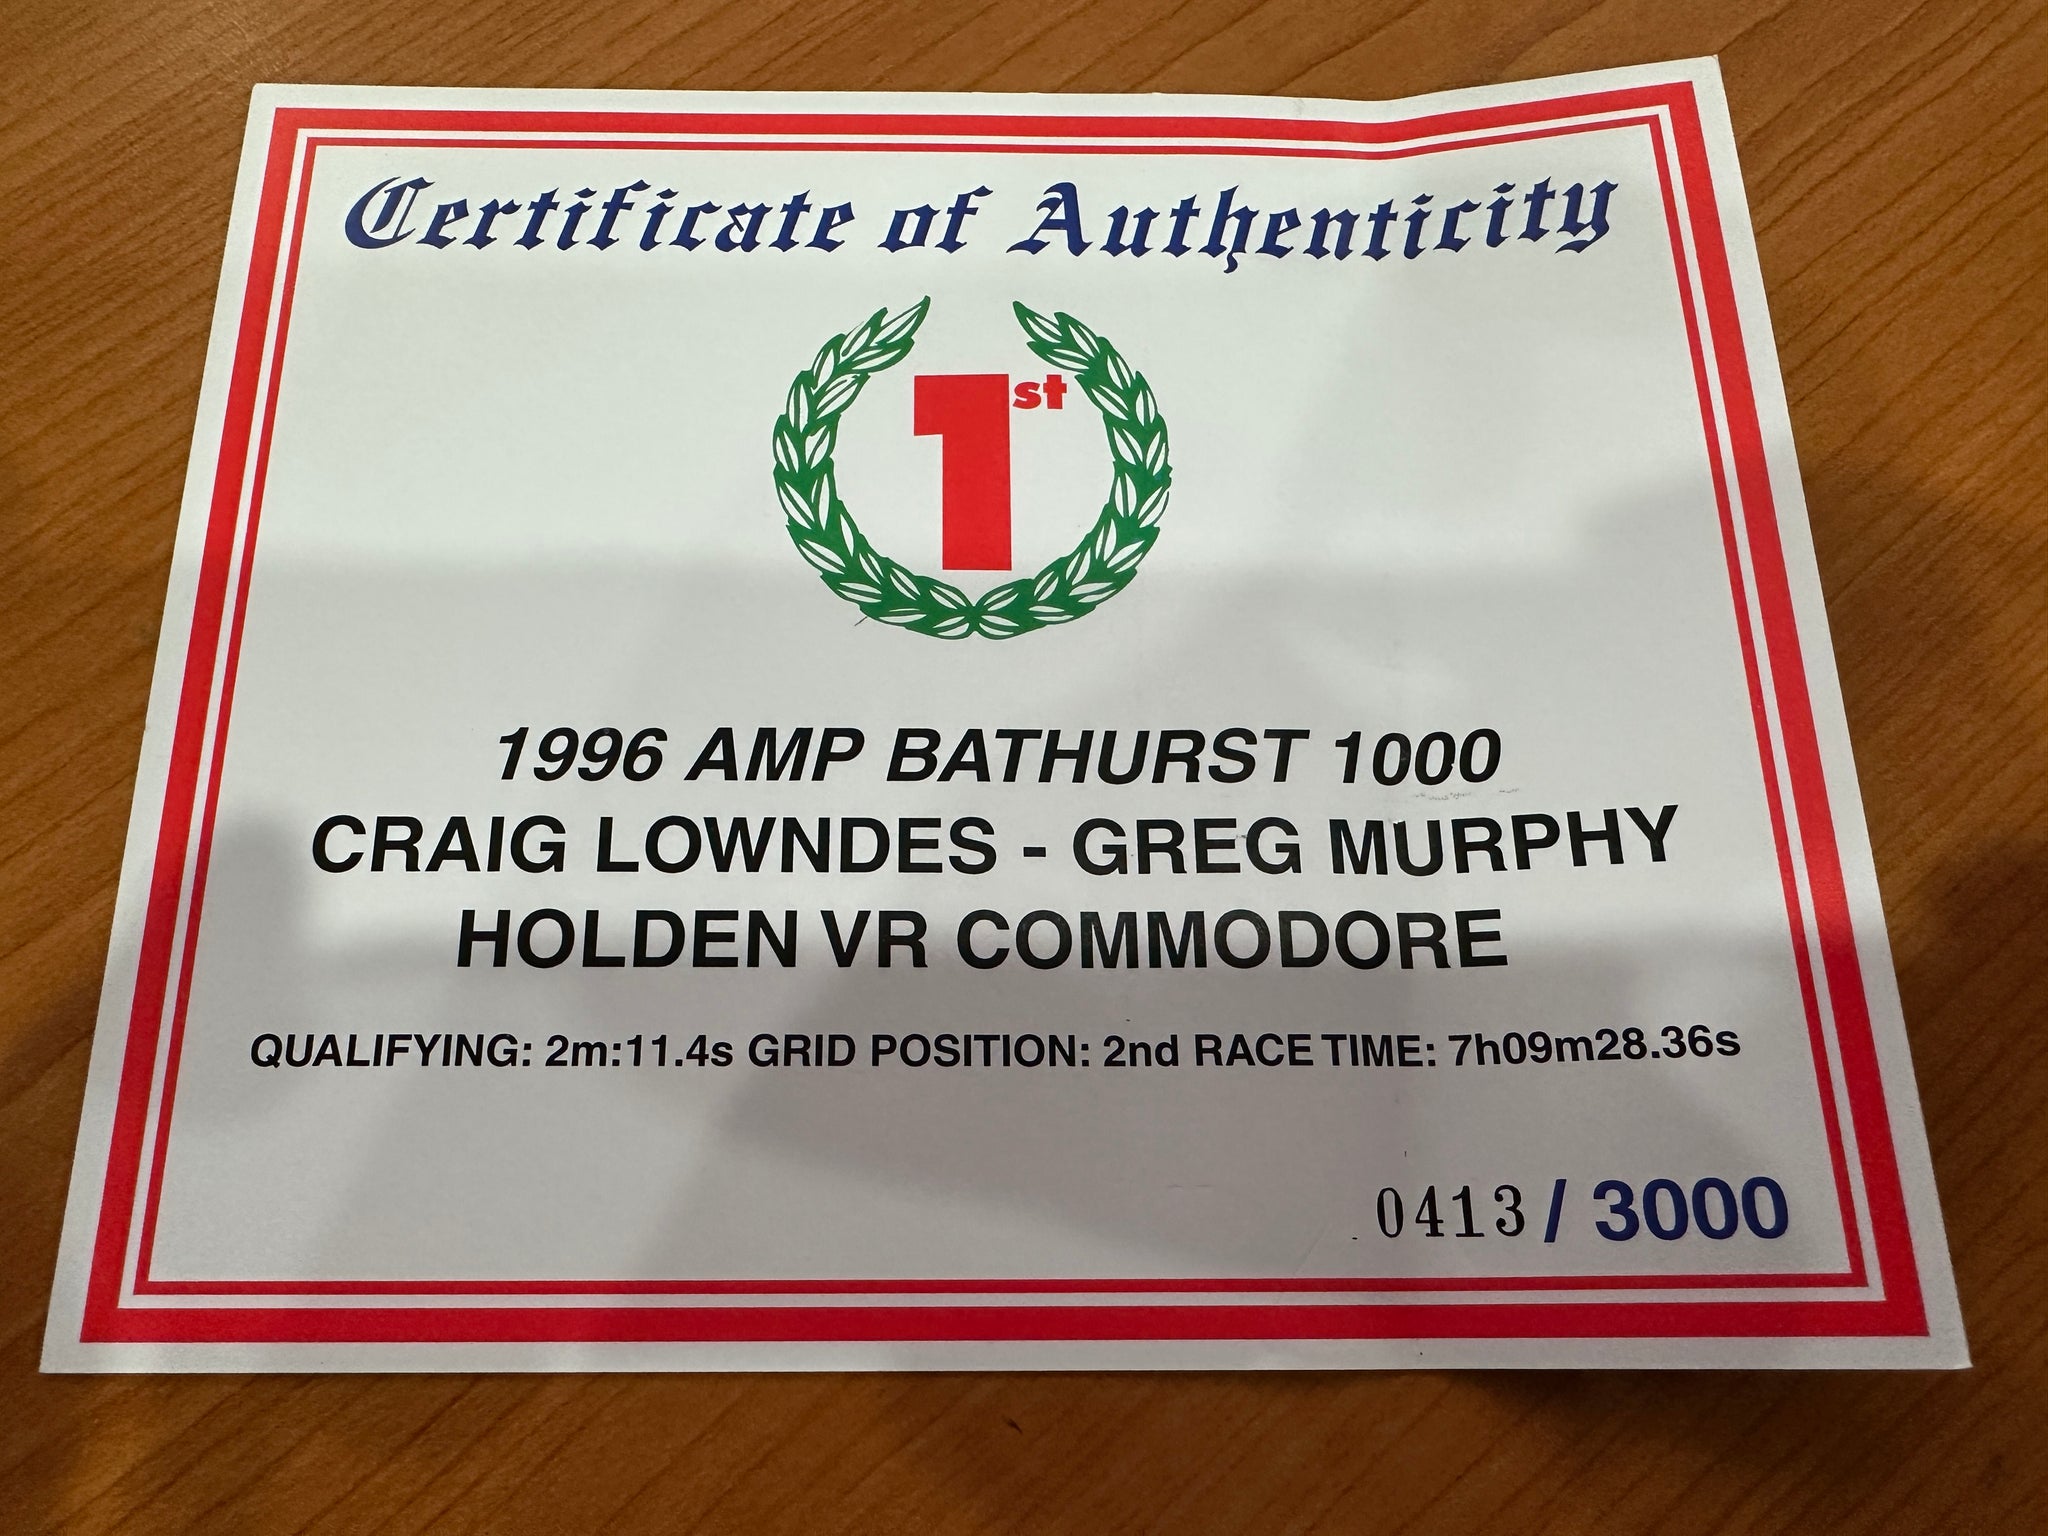 Certificate of Authenticity
1st
1996 AMP BATHURST 1000
CRAIG LOWNDES - GREG MURPHY
HOLDEN VR COMMODORE
QUALIFYING: 2m:11.4s GRID POSITION: 2nd RACE TIME: 7h09m28.36s
0413 / 3000